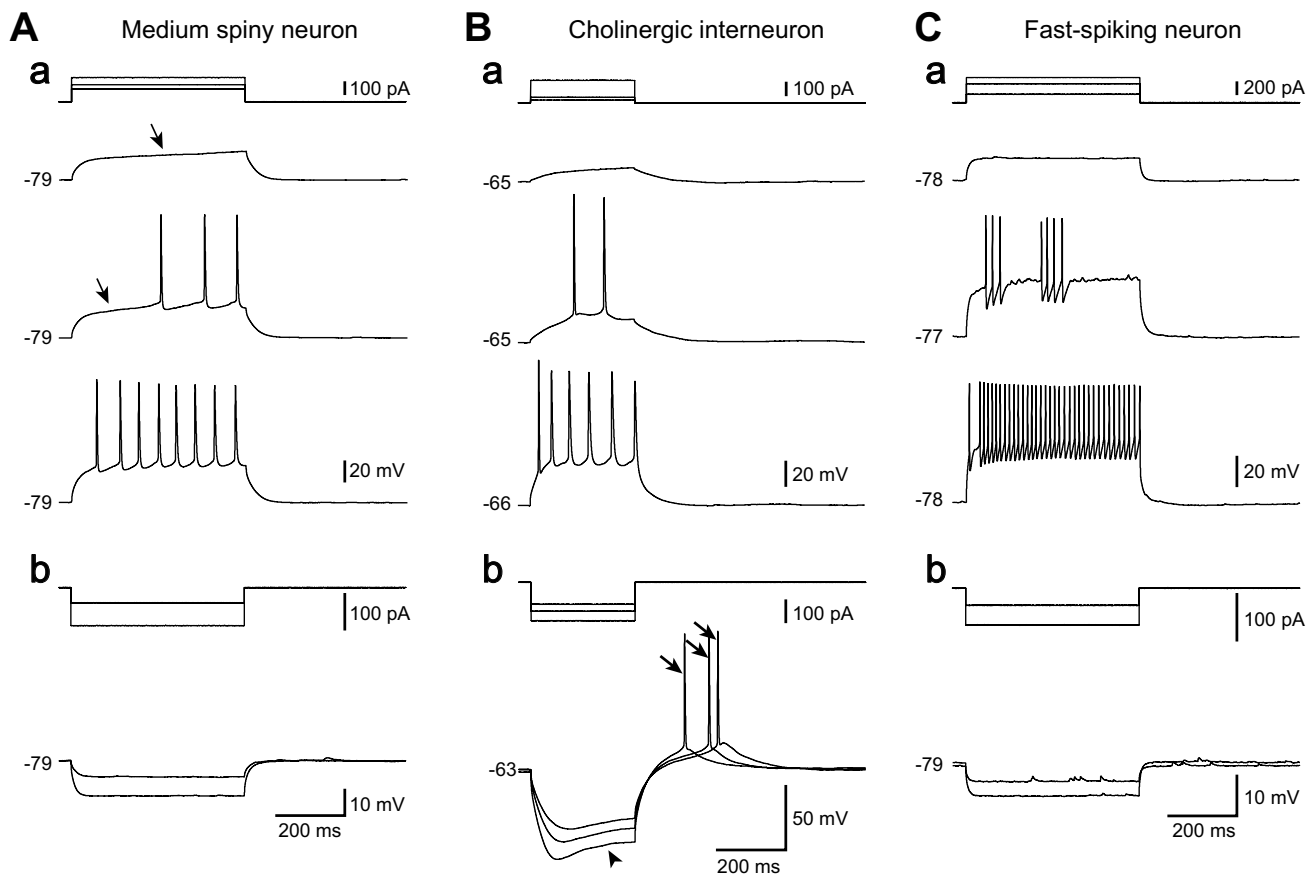 A Medium spiny neuron
a
100 pA
-79
-79
-79
20 mV
b
100 pA
-79
10 mV
200 ms
B Cholinergic interneuron
a
100 pA
-65
-65
-66
20 mV
b
100 pA
-63
50 mV
200 ms
C Fast-spiking neuron
a
200 pA
-78
-77
-78
20 mV
b
100 pA
-79
10 mV
200 ms